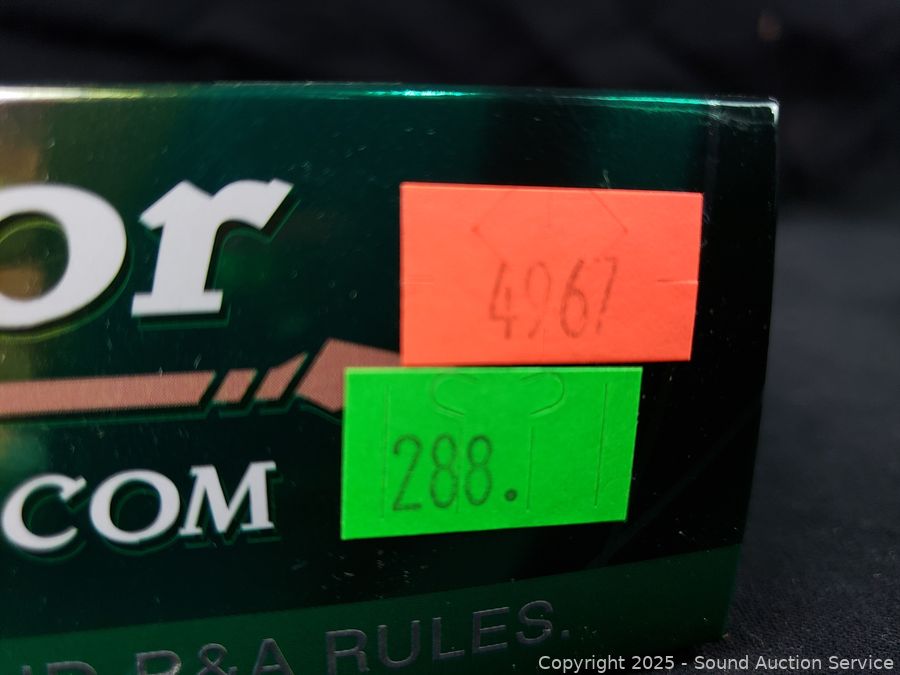 or
4967
288.
COM
R&A RULES.
Copyright © 2025 - Sound Auction Service